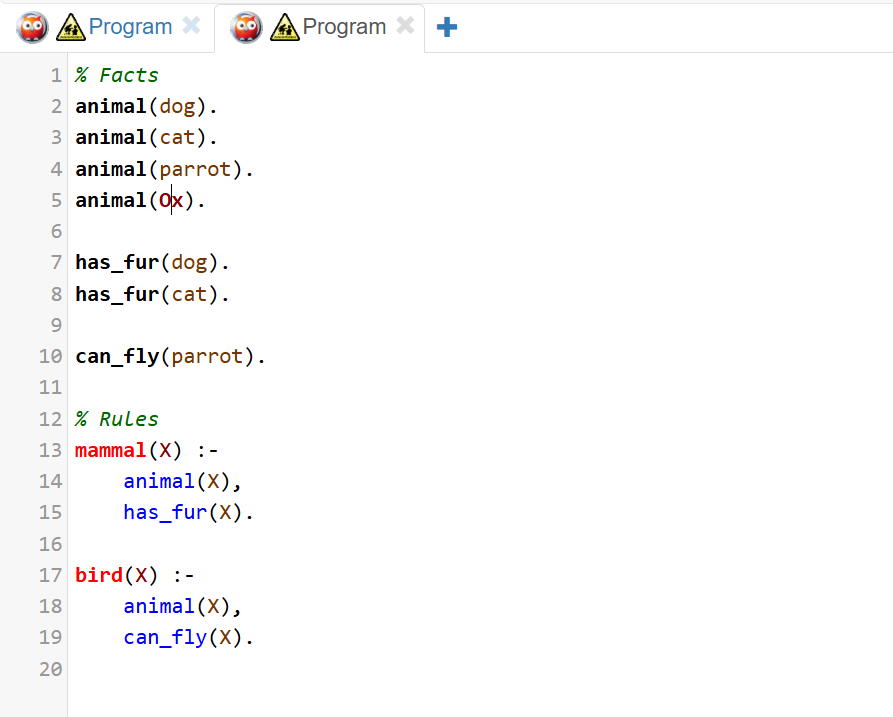 Program Program
1 % Facts
2 animal(dog).
3 animal(cat).
4 animal(parrot).
5 animal(Ox).
6
7 has_fur(dog).
8 has_fur(cat).
9
10 can_fly(parrot).
11
12 % Rules
13 mammal(X) :-
14     animal(X),
15     has_fur(X).
16
17 bird(X) :-
18     animal(X),
19     can_fly(X).
20